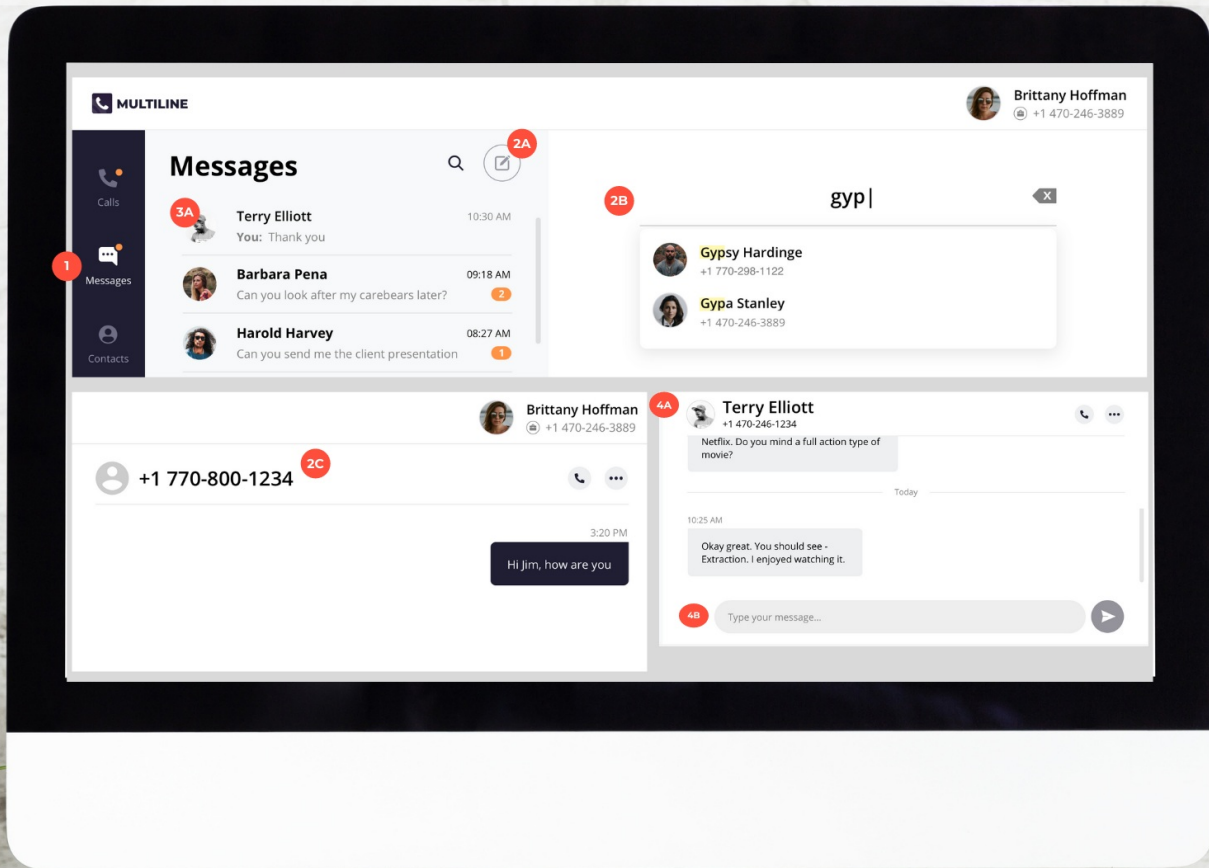 MULTILINE
Brittany Hoffman
+1 470-246-3889
Calls
1
Messages
Contacts
Messages
2A
3A
Terry Elliott
10:30 AM
You: Thank you
Barbara Pena
09:18 AM
Can you look after my carebears later?
2
Harold Harvey
08:27 AM
Can you send me the client presentation
1
2B
gyp
X
Gypsy Hardinge
+1 770-298-1122
Gypa Stanley
+1 470-246-3889
Brittany Hoffman
+1 470-246-3889
+1 770-800-1234
2C
3:20 PM
Hi Jim, how are you
4A
Terry Elliott
+1 470-246-1234
Netflix. Do you mind a full action type of
movie?
Today
10:25 AM
Okay great. You should see -
Extraction. I enjoyed watching it.
4B
Type your message...